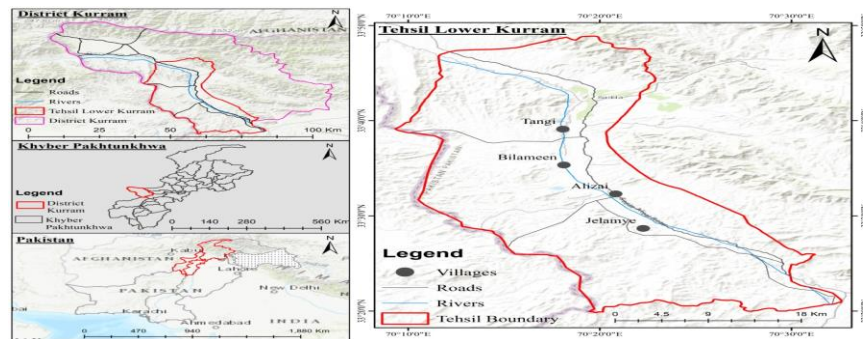 District Kurram
AFGHANISTAN
Legend
Roads
Rivers
Tehsil Lower Kurram
District Kurram
0 25 50 100 Km
N
Khyber Pakhtunkhwa
Legend
District
Kurram
Khyber
Pakhtunkhwa
0 140 280 560 Km
N
Pakistan
Kabul
AFGHANISTAN
Lahore
PAKISTAN
New Delhi
Karachi
Ahmedabad
INDIA
0 470 940 1,880 Km
N
70°10'0"E 70°20'0"E 70°30'0"E
Tehsil Lower Kurram
N
Tangi
Bilameen
Alizai
Jelamye
Legend
Villages
Roads
Rivers
Tehsil Boundary
0 4.5 9 18 Km
70°10'0"E 70°20'0"E 70°30'0"E